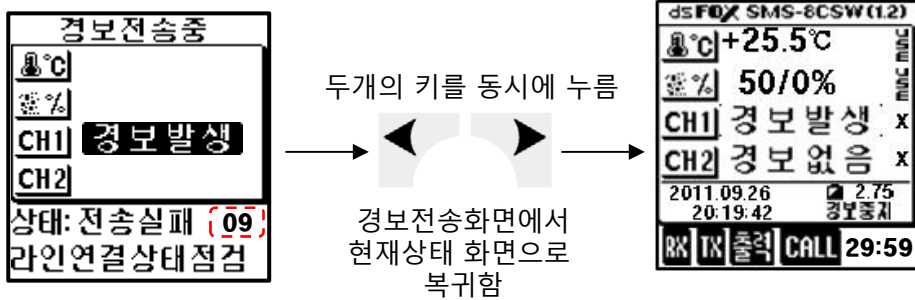 경보전송중
°C
%
CH1 경보발생
CH2
상태: 전송실패 09
라인연결상태점검
두개의 키를 동시에 누름
경보전송화면에서
현재상태 화면으로
복귀함
dsFOX SMS-8CSW(1.2)
°C +25.5℃ USE
% 50/0% USE
CH1 경보발생 X
CH2 경보없음 X
2011.09.26 2.75
20:19:42 경보중지
RX TX 출력 CALL 29:59